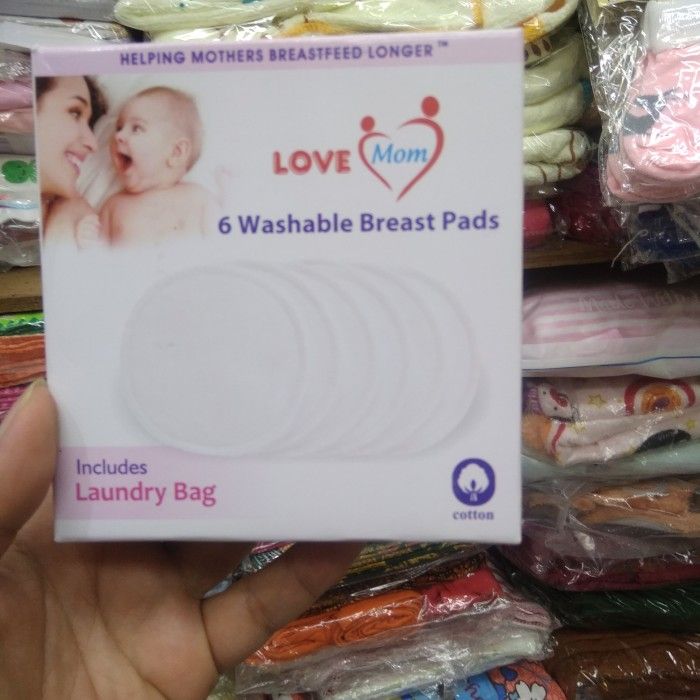 HELPING MOTHERS BREASTFEED LONGER™
LOVE Mom
6 Washable Breast Pads
Includes
Laundry Bag
cotton